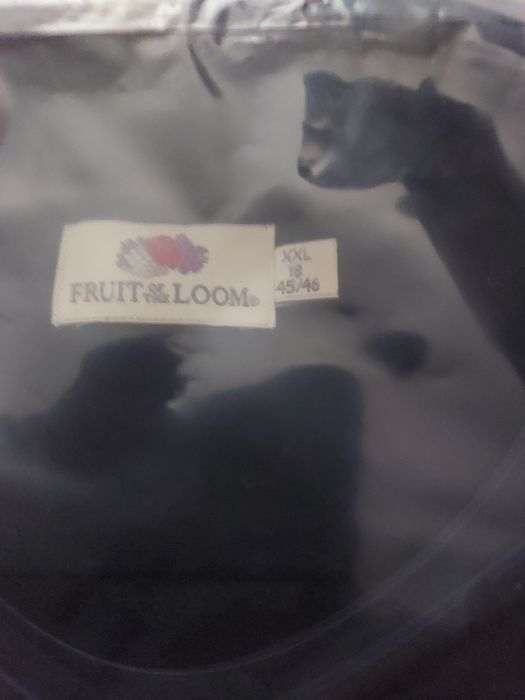 FRUIT OF THE LOOM®
XXL
18
45/46